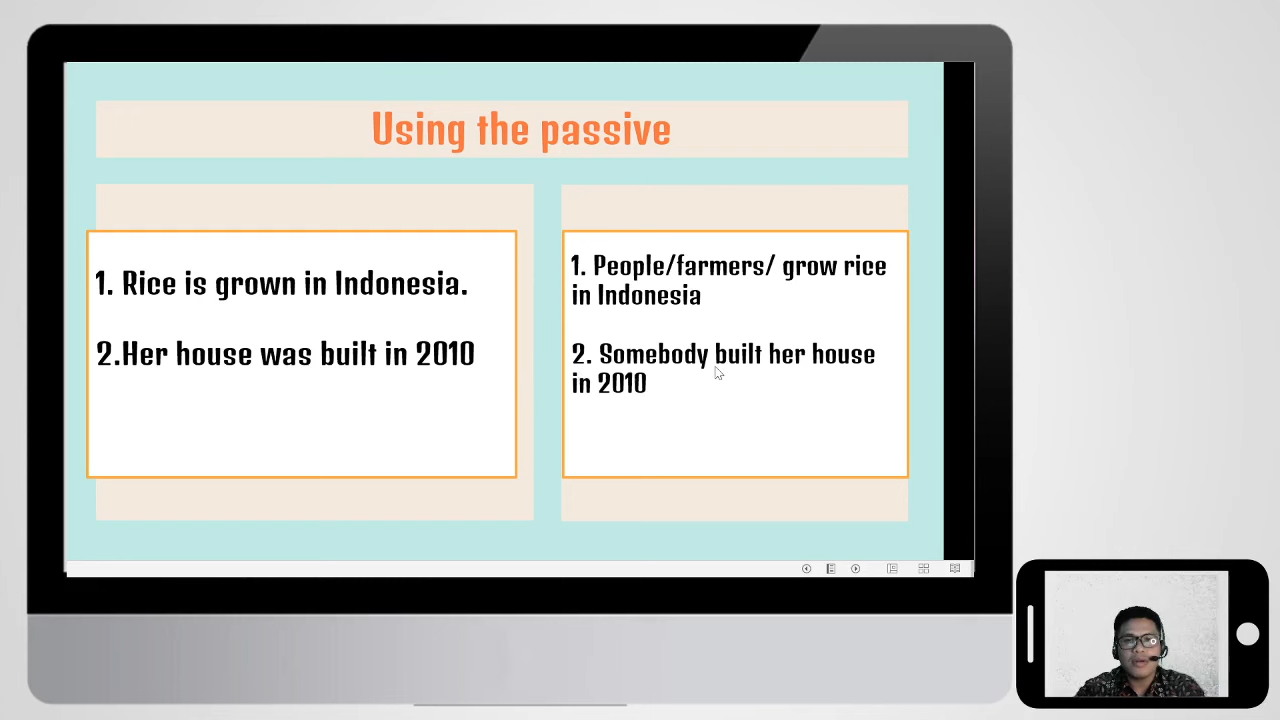 Using the passive
1. Rice is grown in Indonesia.
2.Her house was built in 2010
1. People/farmers/ grow rice
in Indonesia
2. Somebody built her house
in 2010